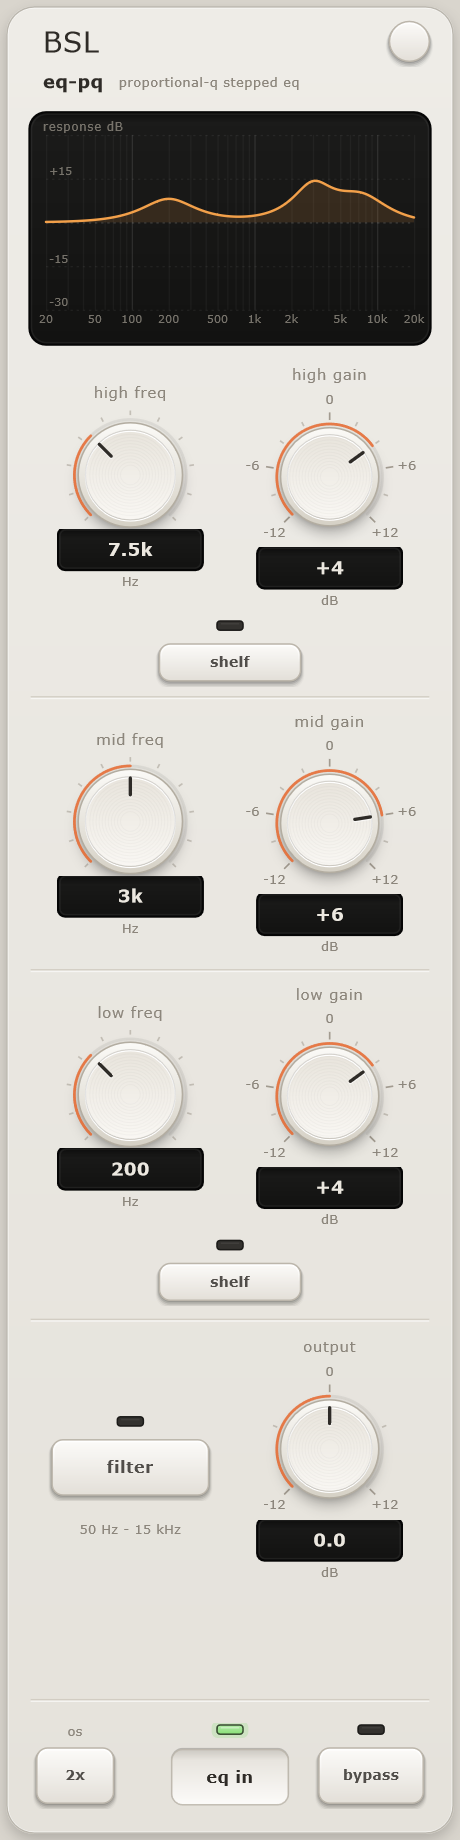 BSL
eq-pq proportional-q stepped eq
response dB
+15
-15
-30
20 50 100 200 500 1k 2k 5k 10k 20k
high freq
high gain
0
-6 +6
-12 +12
7.5k
+4
Hz
dB
shelf
mid freq
mid gain
0
-6 +6
-12 +12
3k
+6
Hz
dB
low freq
low gain
0
-6 +6
-12 +12
200
+4
Hz
dB
shelf
output
0
-12 +12
filter
50 Hz - 15 kHz
0.0
dB
os
2x
eq in
bypass